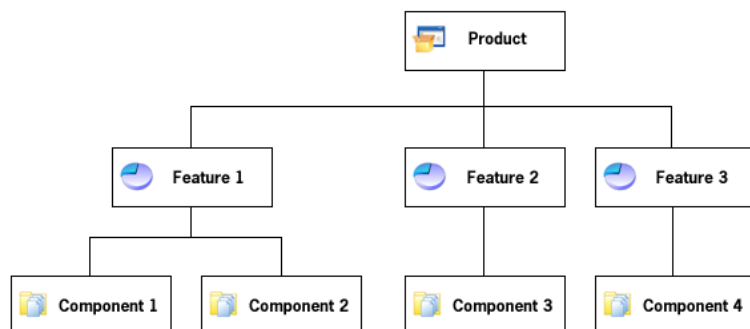 Product
Feature 1
Feature 2
Feature 3
Component 1
Component 2
Component 3
Component 4